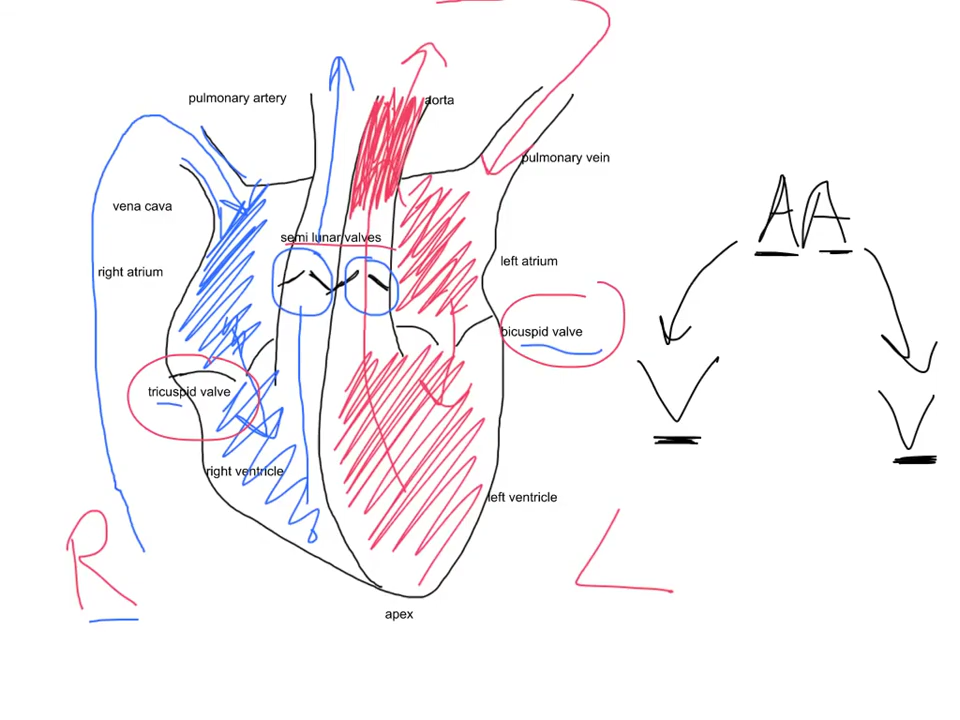 pulmonary artery
aorta
pulmonary vein
vena cava
semi lunar valves
right atrium
left atrium
bicuspid valve
tricuspid valve
right ventricle
left ventricle
apex
R
L
A A
V
V